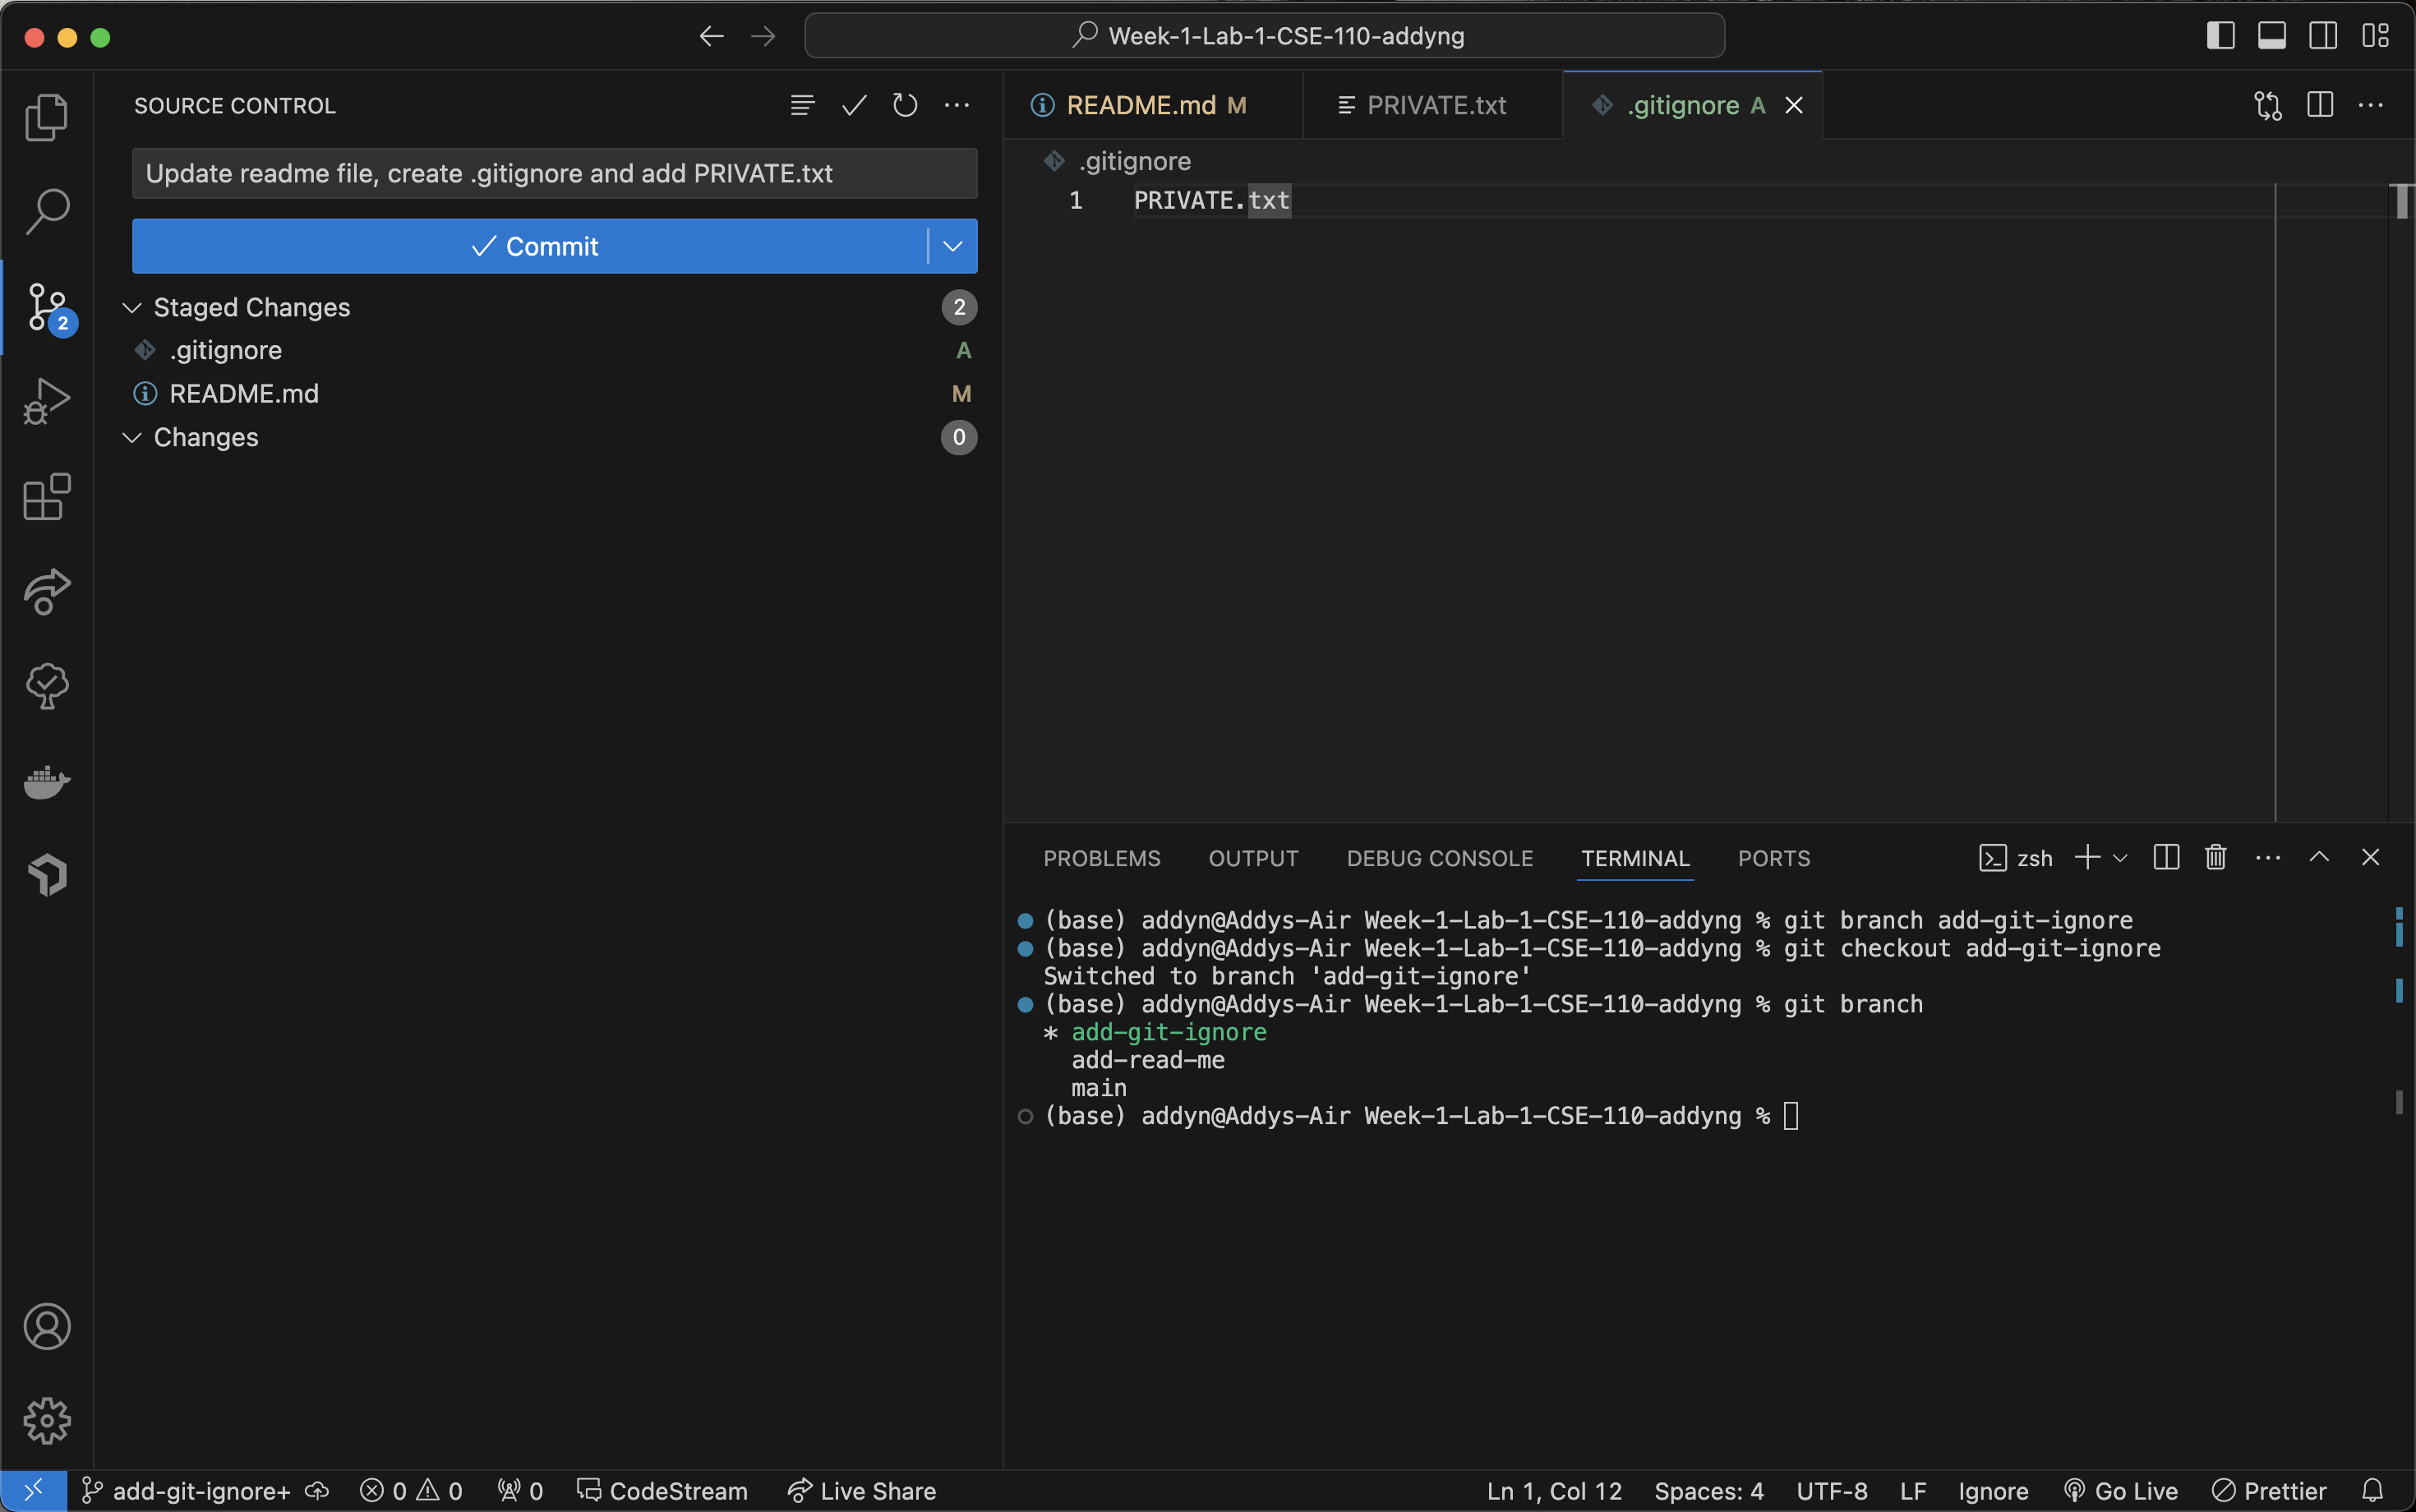 Week-1-Lab-1-CSE-110-addyng
SOURCE CONTROL
Update readme file, create .gitignore and add PRIVATE.txt
Commit
Staged Changes 2
.gitignore A
README.md M
Changes 0
2
README.md M PRIVATE.txt .gitignore A
.gitignore
1 PRIVATE.txt
PROBLEMS OUTPUT DEBUG CONSOLE TERMINAL PORTS zsh
(base) addyn@Addys-Air Week-1-Lab-1-CSE-110-addyng % git branch add-git-ignore
(base) addyn@Addys-Air Week-1-Lab-1-CSE-110-addyng % git checkout add-git-ignore
Switched to branch 'add-git-ignore'
(base) addyn@Addys-Air Week-1-Lab-1-CSE-110-addyng % git branch
* add-git-ignore
add-read-me
main
(base) addyn@Addys-Air Week-1-Lab-1-CSE-110-addyng %
add-git-ignore+ 0 0 0 CodeStream Live Share Ln 1, Col 12 Spaces: 4 UTF-8 LF Ignore Go Live Prettier